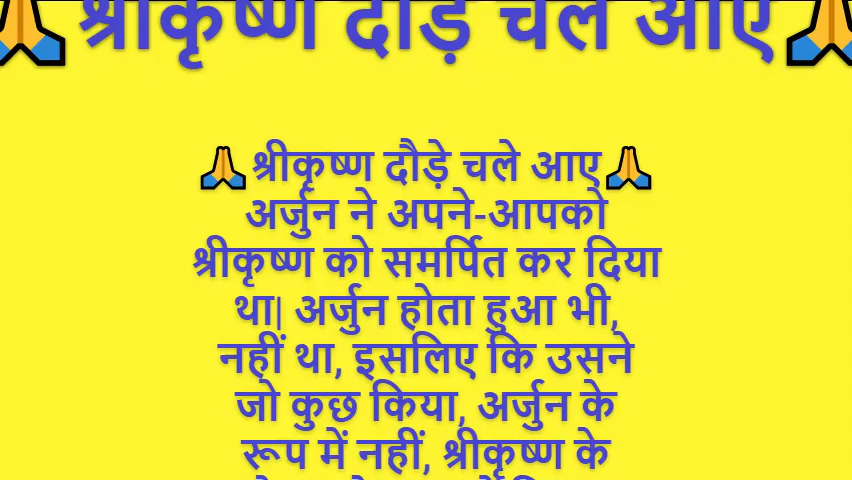 🙏श्रीकृष्ण दौड़े चले आए🙏
🙏श्रीकृष्ण दौड़े चले आए🙏
अर्जुन ने अपने-आपको
श्रीकृष्ण को समर्पित कर दिया
था| अर्जुन होता हुआ भी,
नहीं था, इसलिए कि उसने
जो कुछ किया, अर्जुन के
रूप में नहीं, श्रीकृष्ण के